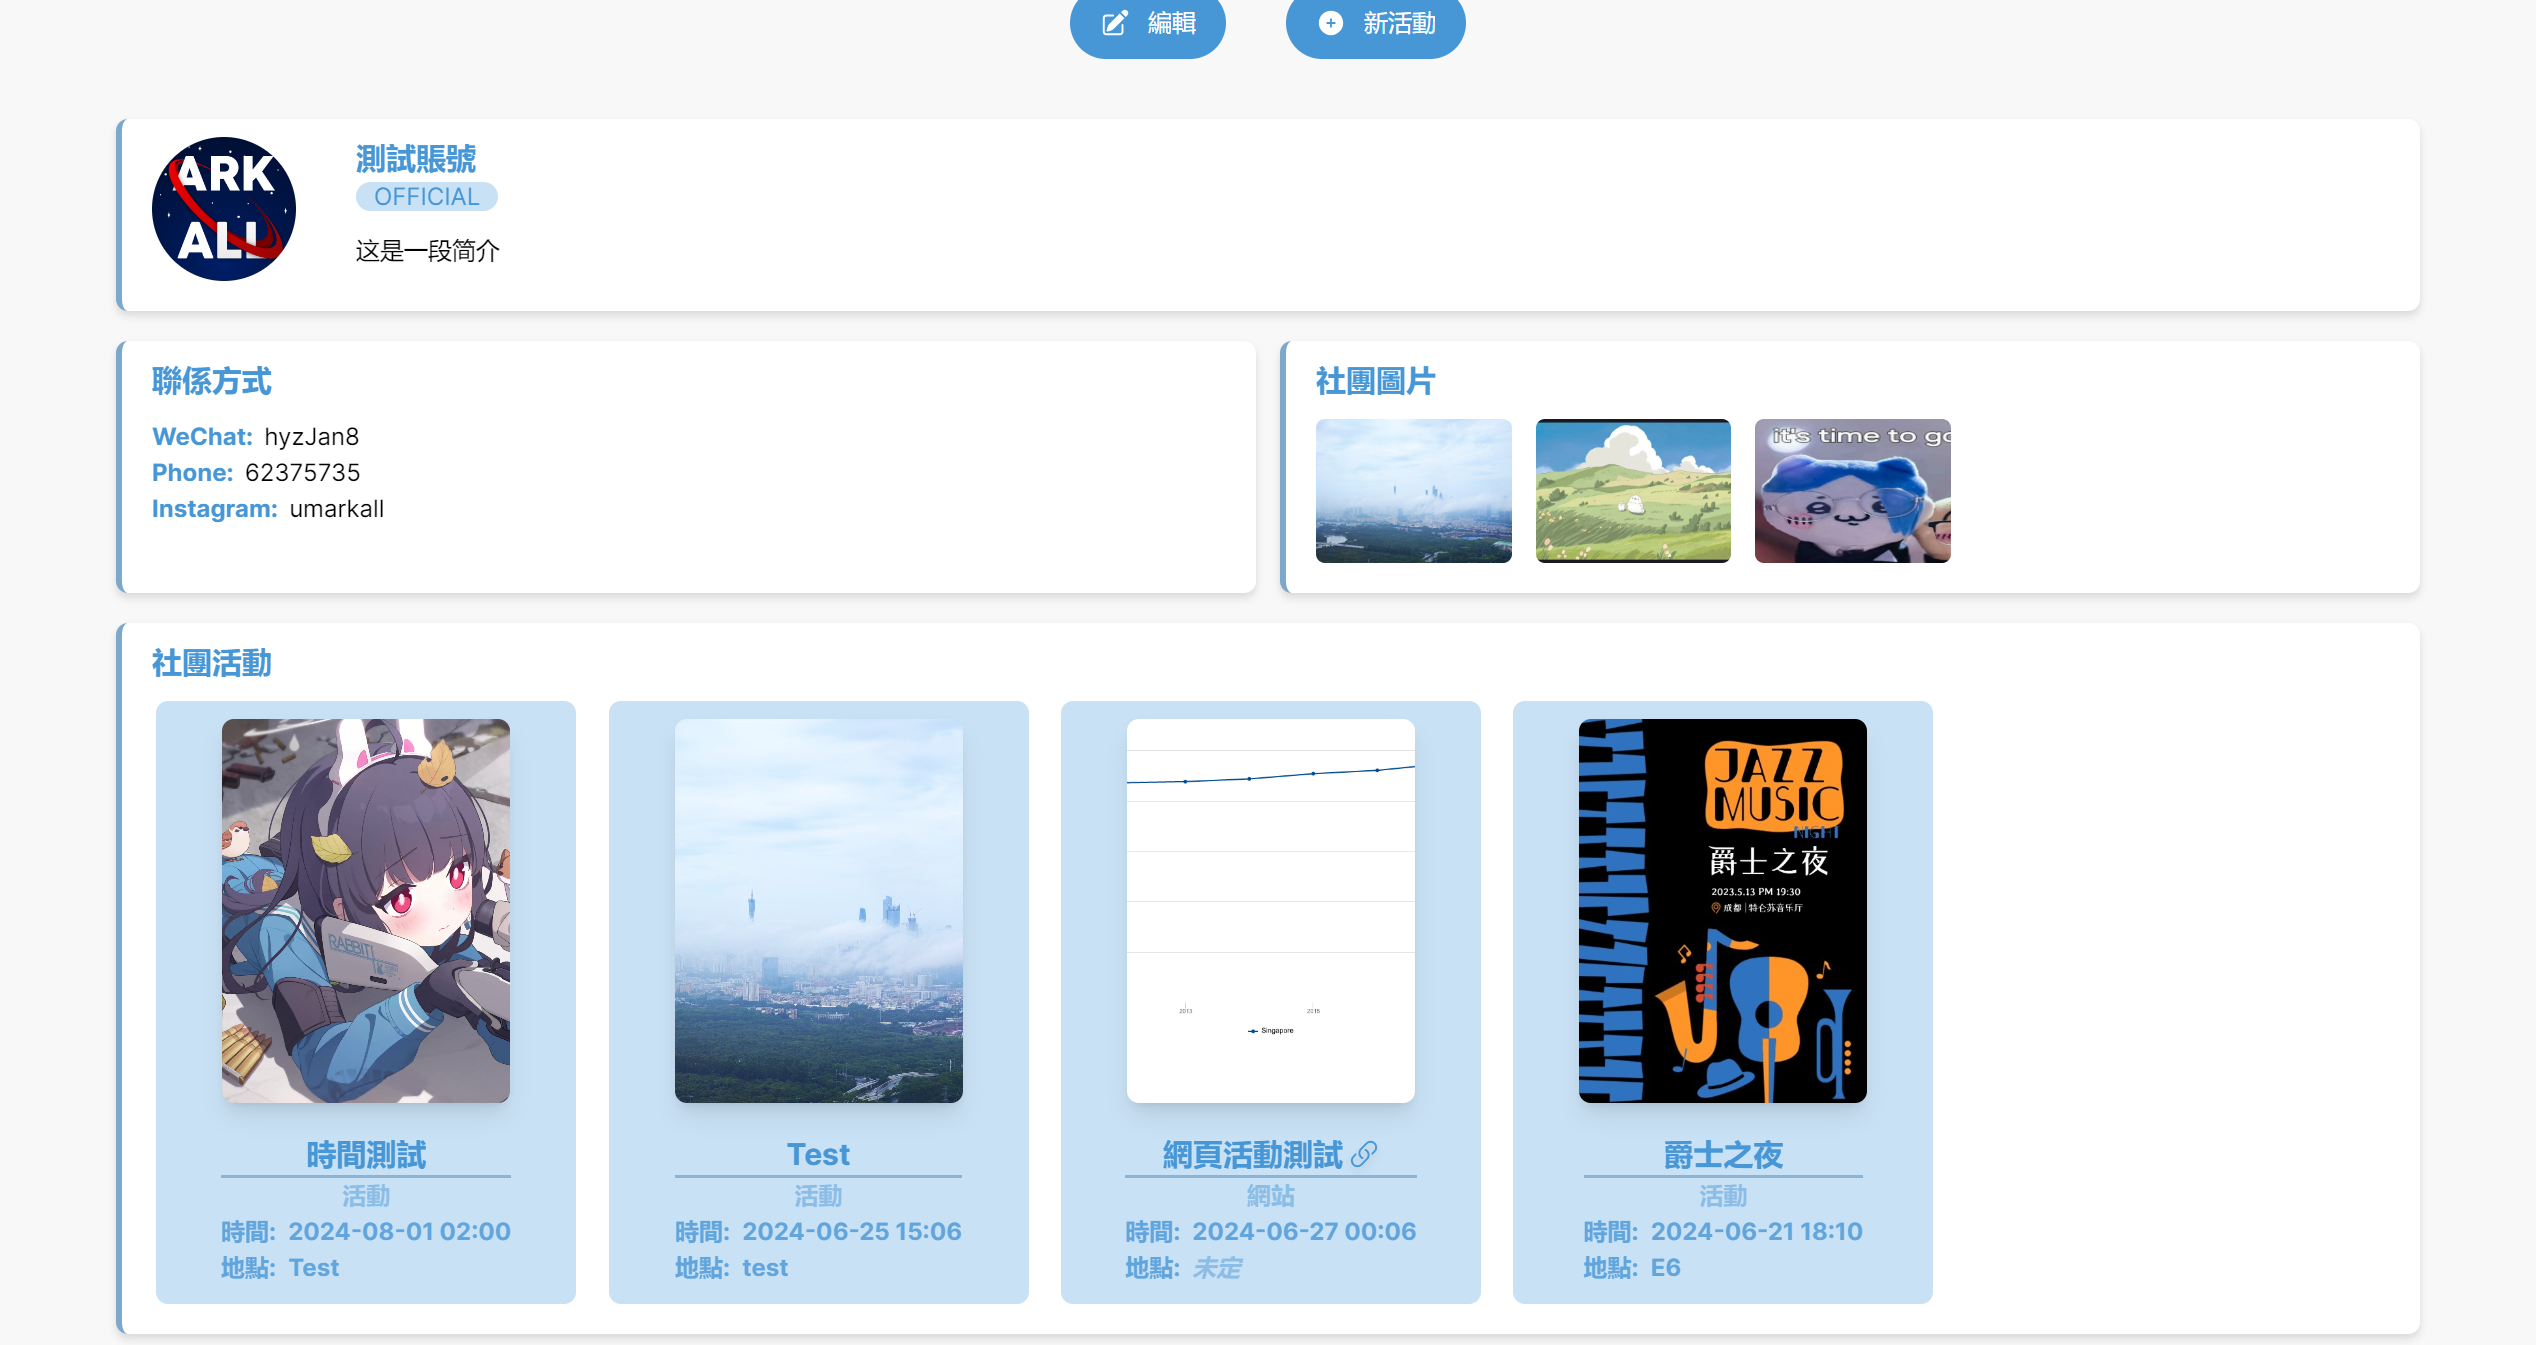 編輯
新活動
ARK
ALL
測試賬號
OFFICIAL
这是一段简介
聯係方式
WeChat: hyzJan8
Phone: 62375735
Instagram: umarkall
社團圖片
it's time to go
社團活動
RABBIT
JAZZ
MUSIC
NIGHT
爵士之夜
2023.5.13 PM 19:30
成都 | 特仑苏音乐厅
2013
2015
Singapore
時間測試
活動
時間: 2024-08-01 02:00
地點: Test
Test
活動
時間: 2024-06-25 15:06
地點: test
網頁活動測試
網站
時間: 2024-06-27 00:06
地點: 未定
爵士之夜
活動
時間: 2024-06-21 18:10
地點: E6